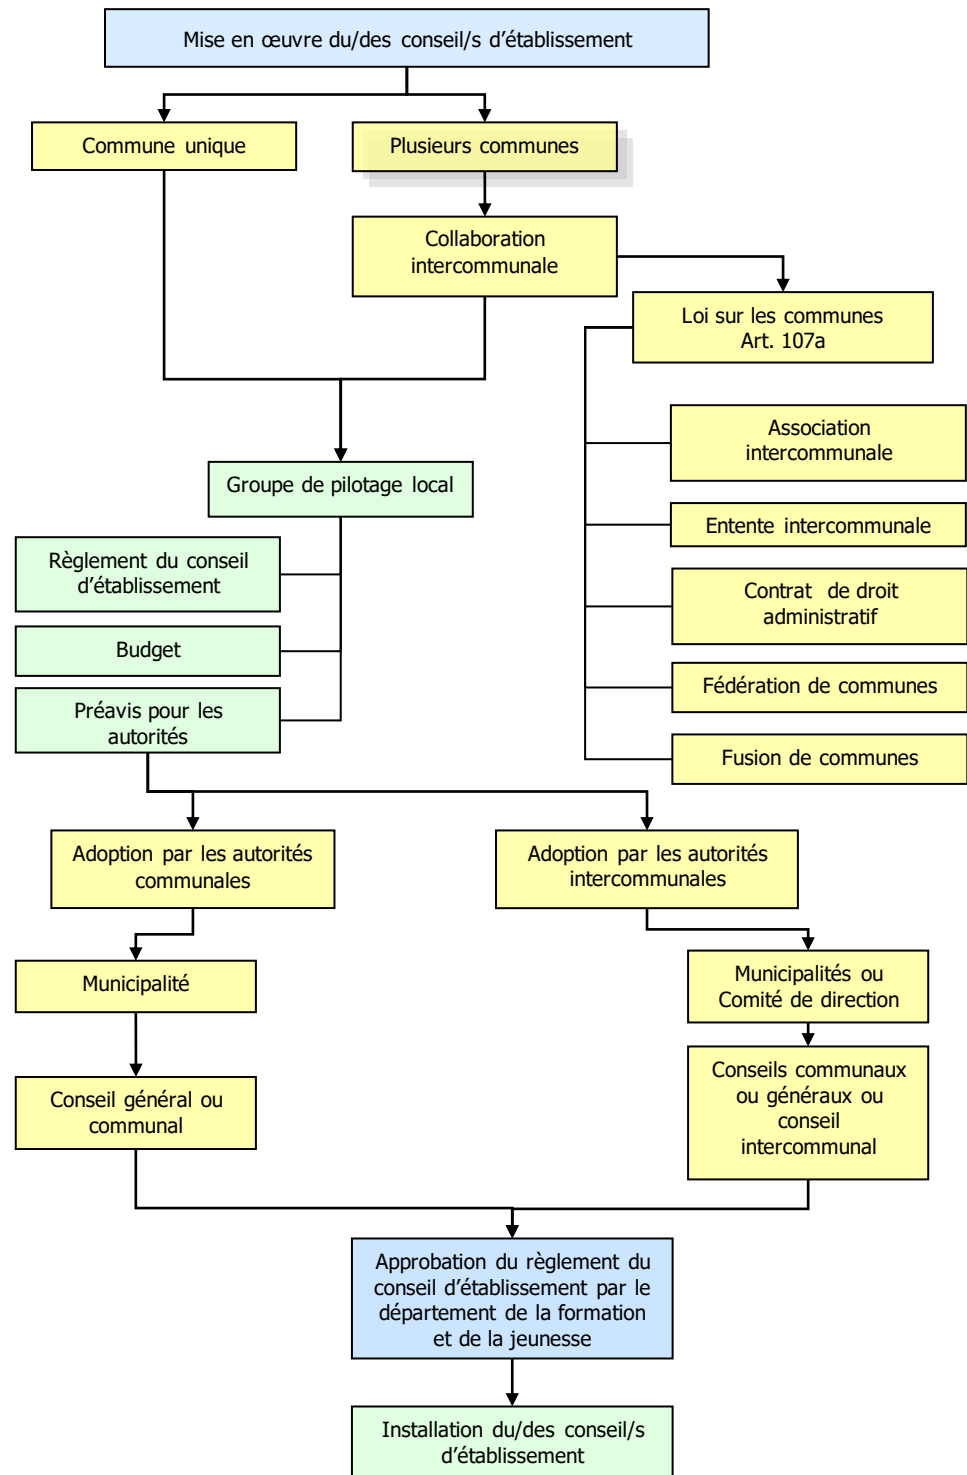 Mise en œuvre du/des conseil/s d'établissement
Commune unique
Plusieurs communes
Collaboration
intercommunale
Loi sur les communes
Art. 107a
Association
intercommunale
Entente intercommunale
Contrat de droit
administratif
Fédération de communes
Fusion de communes
Groupe de pilotage local
Règlement du conseil
d'établissement
Budget
Préavis pour les
autorités
Adoption par les autorités
communales
Adoption par les autorités
intercommunales
Municipalité
Municipalités ou
Comité de direction
Conseil général ou
communal
Conseils communaux
ou généraux ou
conseil
intercommunal
Approbation du règlement du
conseil d'établissement par le
département de la formation
et de la jeunesse
Installation du/des conseil/s
d'établissement